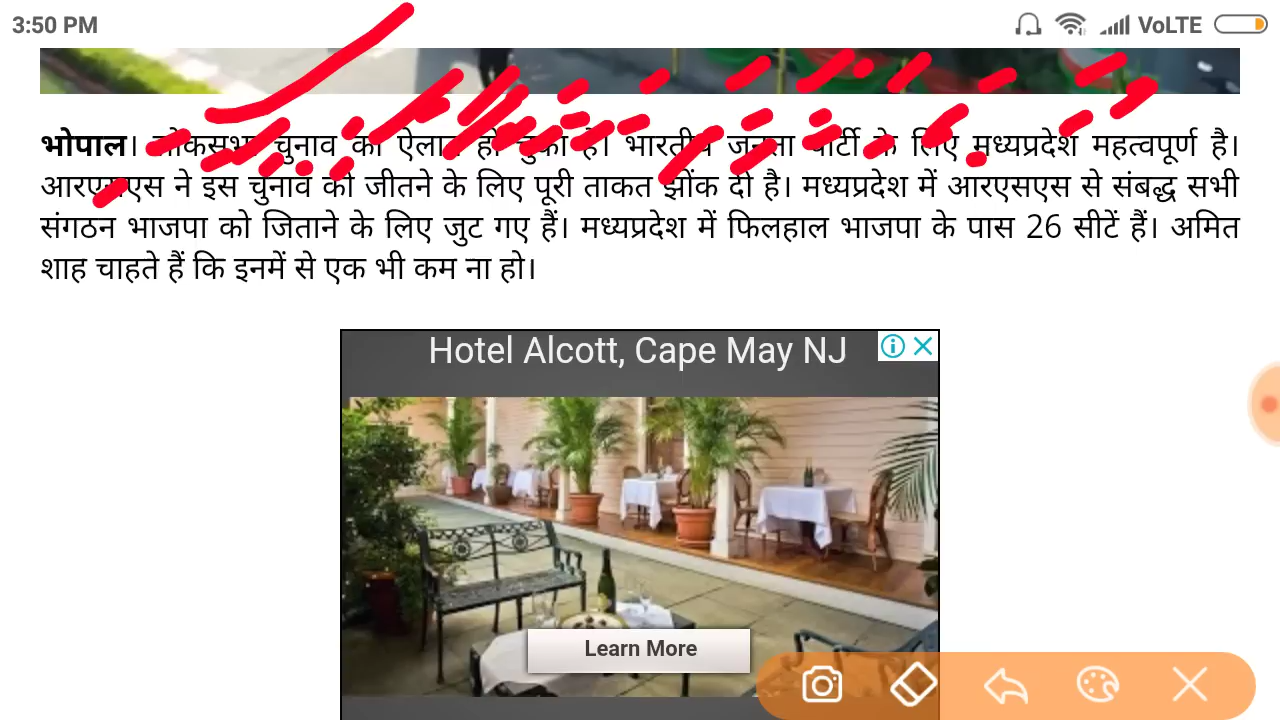 3:50 PM VoLTE
भोपाल। लोकसभा चुनाव का ऐलान हो चुका है। भारतीय जनता पार्टी के लिए मध्यप्रदेश महत्वपूर्ण है।
आरएसएस ने इस चुनाव को जीतने के लिए पूरी ताकत झोंक दी है। मध्यप्रदेश में आरएसएस से संबद्ध सभी
संगठन भाजपा को जिताने के लिए जुट गए हैं। मध्यप्रदेश में फिलहाल भाजपा के पास 26 सीटें हैं। अमित
शाह चाहते हैं कि इनमें से एक भी कम ना हो।
Hotel Alcott, Cape May NJ
Learn More